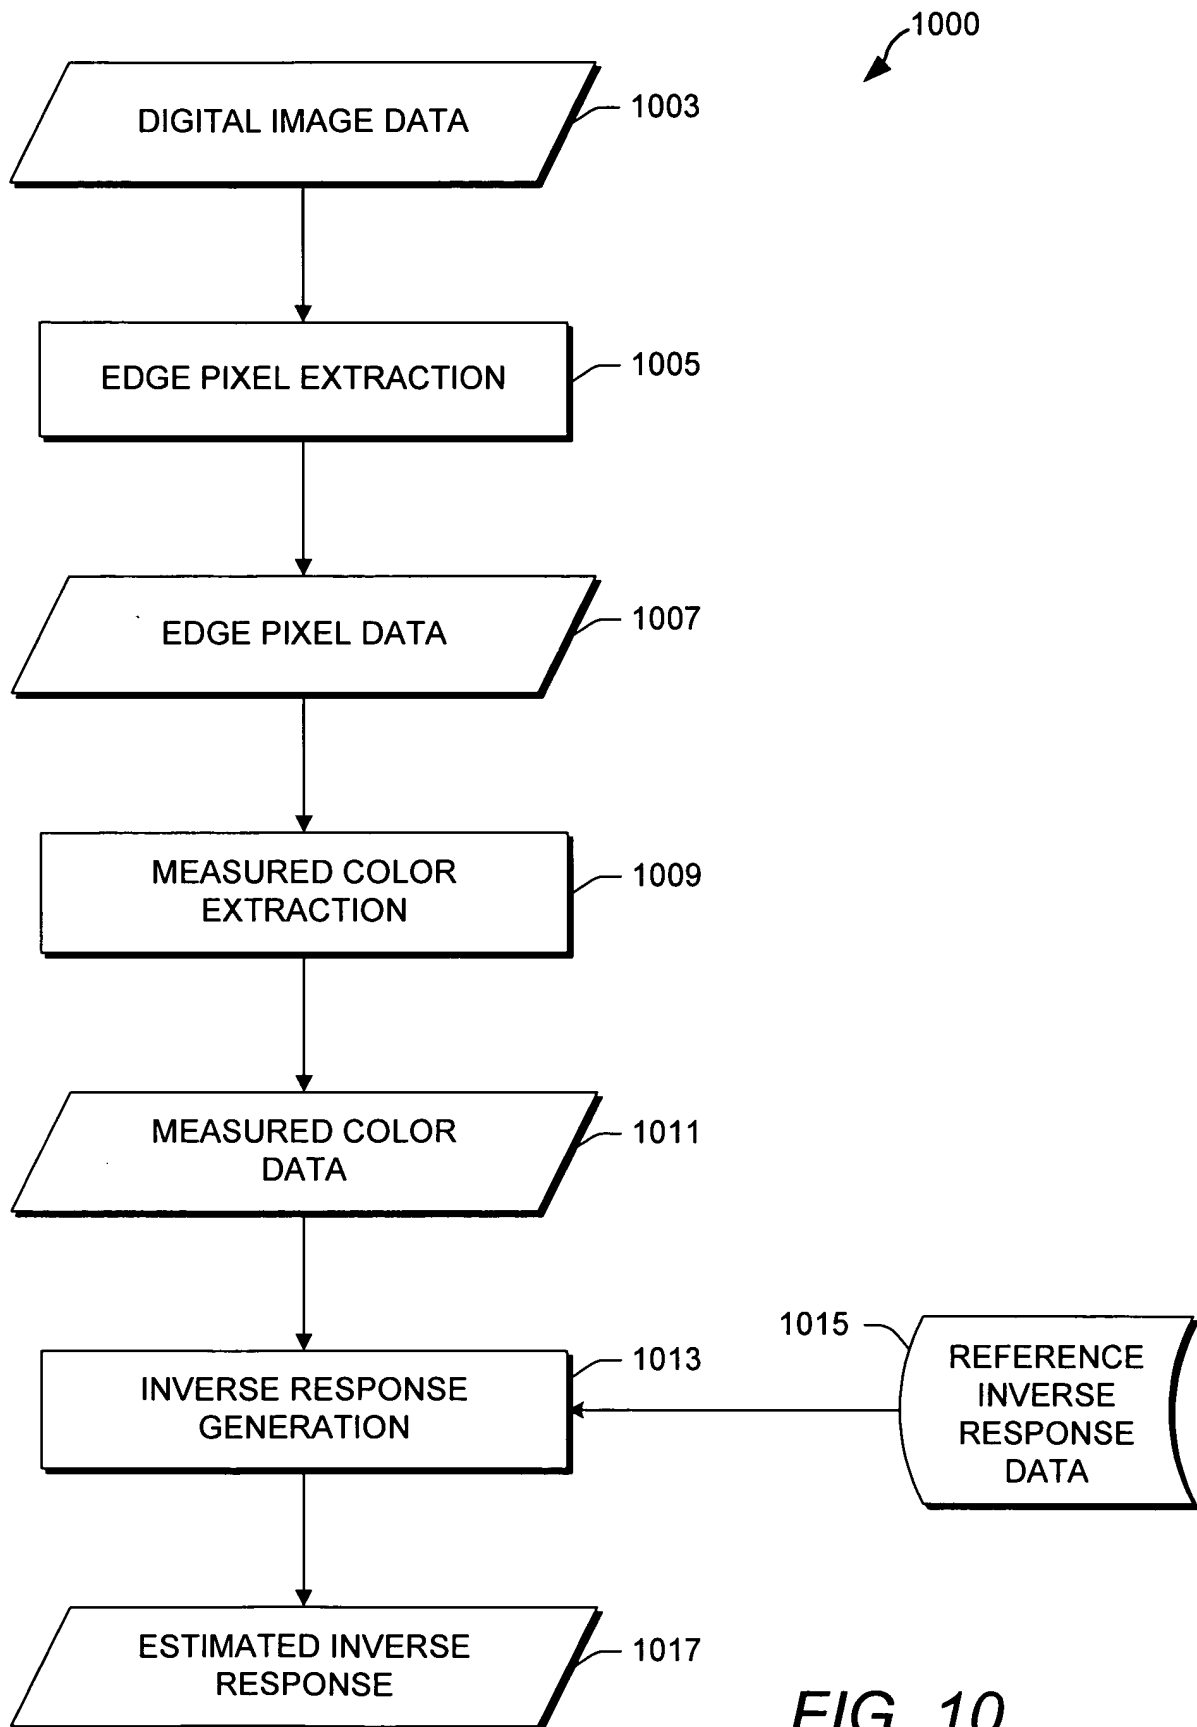 1000
DIGITAL IMAGE DATA
1003
EDGE PIXEL EXTRACTION
1005
EDGE PIXEL DATA
1007
MEASURED COLOR
EXTRACTION
1009
MEASURED COLOR
DATA
1011
INVERSE RESPONSE
GENERATION
1013
1015
REFERENCE
INVERSE
RESPONSE
DATA
ESTIMATED INVERSE
RESPONSE
1017
FIG. 10